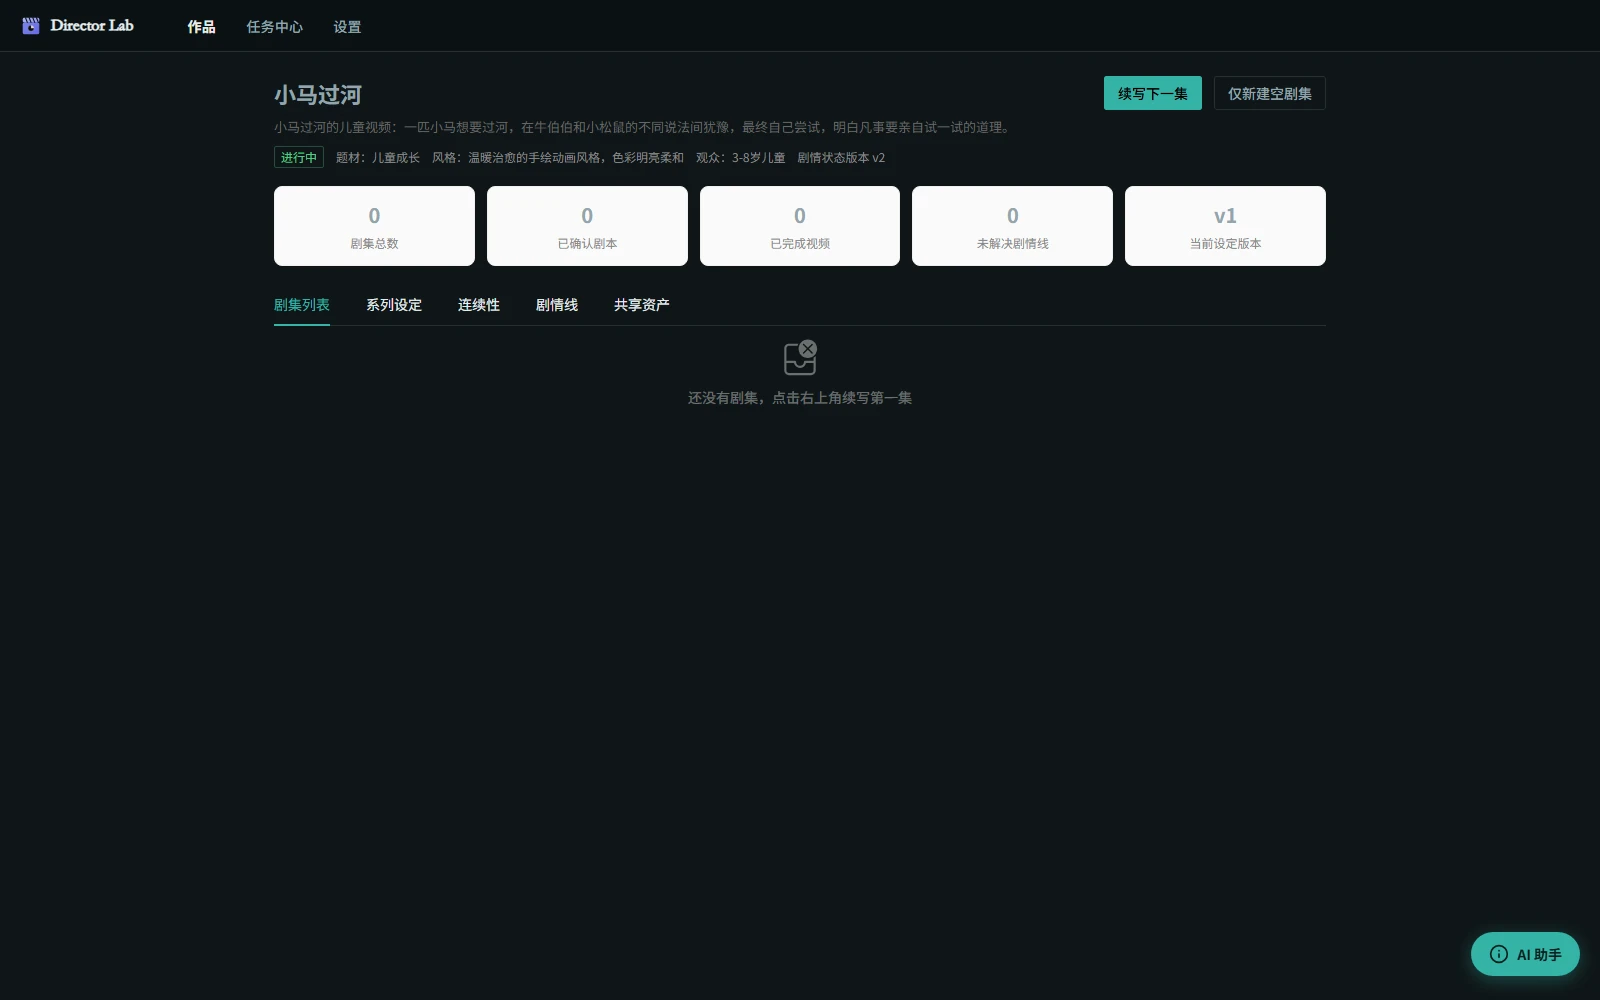 Director Lab 作品 任务中心 设置
小马过河
续写下一集 仅新建空剧集
小马过河的儿童视频：一匹小马想要过河，在牛伯伯和小松鼠的不同说法间犹豫，最终自己尝试，明白凡事要亲自试一试的道理。
进行中 题材：儿童成长 风格：温暖治愈的手绘动画风格，色彩明亮柔和 观众：3-8岁儿童 剧情状态版本 v2
0 0 0 0 v1
剧集总数 已确认剧本 已完成视频 未解决剧情线 当前设定版本
剧集列表 系列设定 连续性 剧情线 共享资产
还没有剧集，点击右上角续写第一集
AI 助手